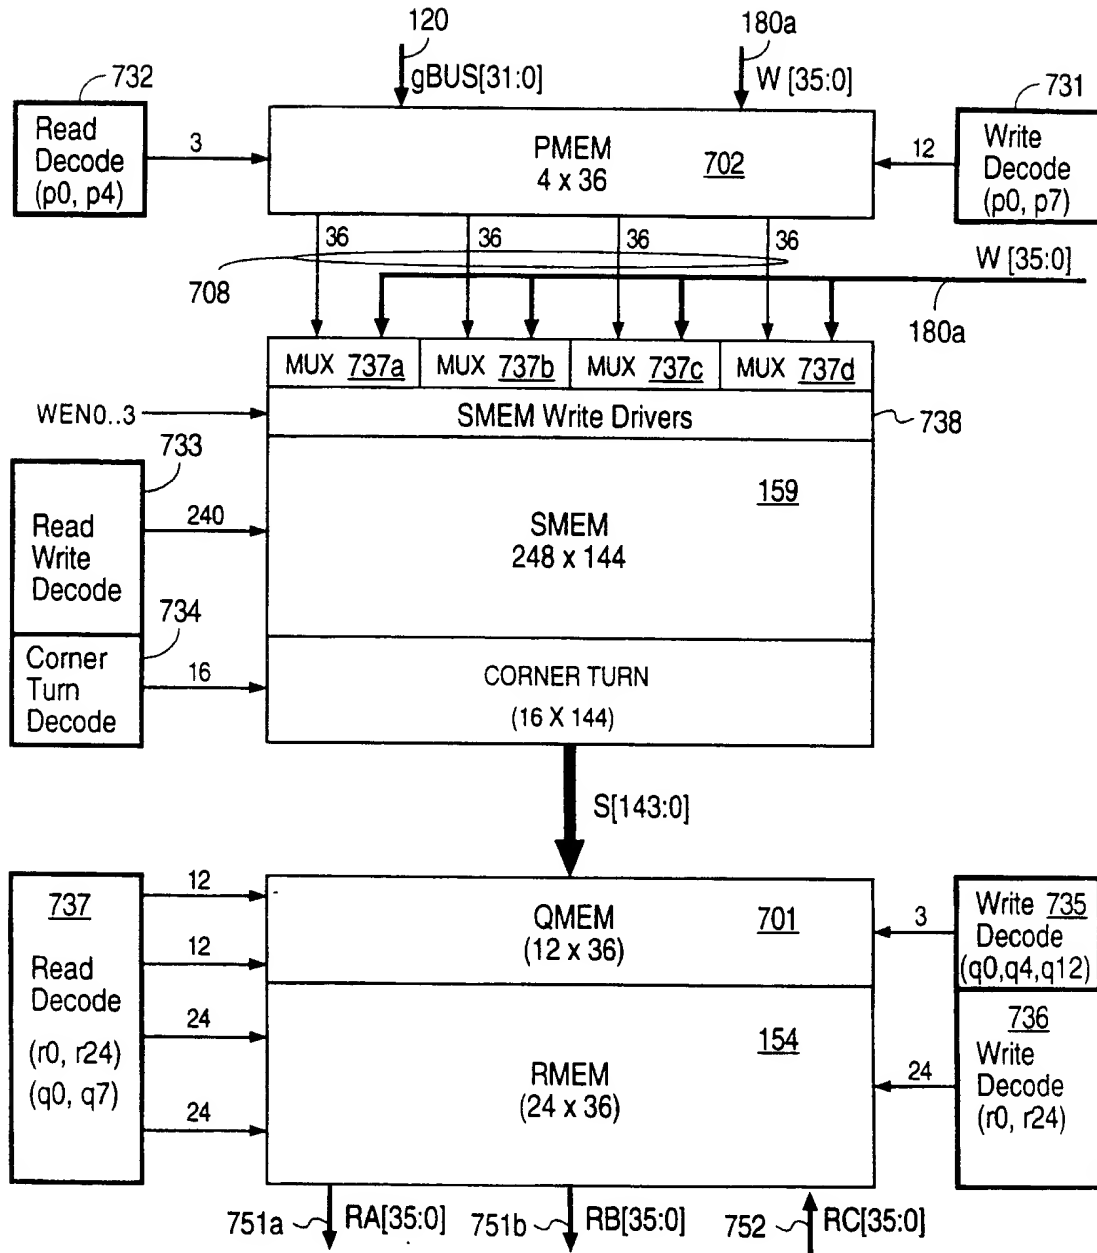 120
180a
732
gBUS[31:0]
W [35:0]
731
Read
Decode
(p0, p4)
3
PMEM
4 x 36
702
12
Write
Decode
(p0, p7)
36
36
36
36
W [35:0]
708
180a
MUX 737a
MUX 737b
MUX 737c
MUX 737d
WEN0..3
SMEM Write Drivers
738
733
159
Read
Write
Decode
240
SMEM
248 x 144
734
Corner
Turn
Decode
16
CORNER TURN
(16 X 144)
S[143:0]
737
Read
Decode
(r0, r24)
(q0, q7)
12
12
24
24
QMEM
(12 x 36)
701
3
Write 735
Decode
(q0,q4,q12)
RMEM
(24 x 36)
154
24
736
Write
Decode
(r0, r24)
751a
RA[35:0]
751b
RB[35:0]
752
RC[35:0]